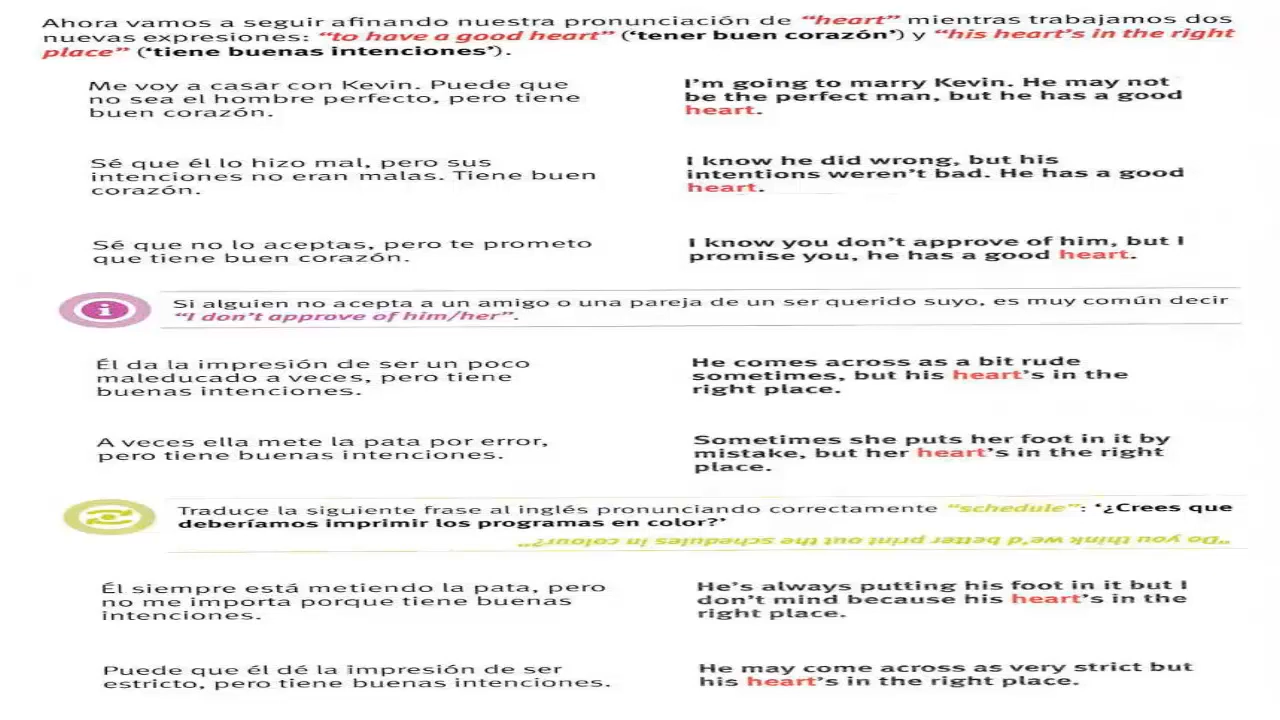 Ahora vamos a seguir afinando nuestra pronunciación de “heart” mientras trabajamos dos
nuevas expresiones: “to have a good heart” (‘tener buen corazón’) y “his heart’s in the right
place” (‘tiene buenas intenciones’).
Me voy a casar con Kevin. Puede que
no sea el hombre perfecto, pero tiene
buen corazón.
I’m going to marry Kevin. He may not
be the perfect man, but he has a good
heart.
Sé que él lo hizo mal, pero sus
intenciones no eran malas. Tiene buen
corazón.
I know he did wrong, but his
intentions weren’t bad. He has a good
heart.
Sé que no lo aceptas, pero te prometo
que tiene buen corazón.
I know you don’t approve of him, but I
promise you, he has a good heart.
i
Si alguien no acepta a un amigo o una pareja de un ser querido suyo, es muy común decir
“I don’t approve of him/her”.
Él da la impresión de ser un poco
maleducado a veces, pero tiene
buenas intenciones.
He comes across as a bit rude
sometimes, but his heart’s in the
right place.
A veces ella mete la pata por error,
pero tiene buenas intenciones.
Sometimes she puts her foot in it by
mistake, but her heart’s in the right
place.
Traduce la siguiente frase al inglés pronunciando correctamente “schedule”: ‘¿Crees que
deberíamos imprimir los programas en color?’
“Do you think we’d better print out the schedules in colour?”
Él siempre está metiendo la pata, pero
no me importa porque tiene buenas
intenciones.
He’s always putting his foot in it but I
don’t mind because his heart’s in the
right place.
Puede que él dé la impresión de ser
estricto, pero tiene buenas intenciones.
He may come across as very strict but
his heart’s in the right place.